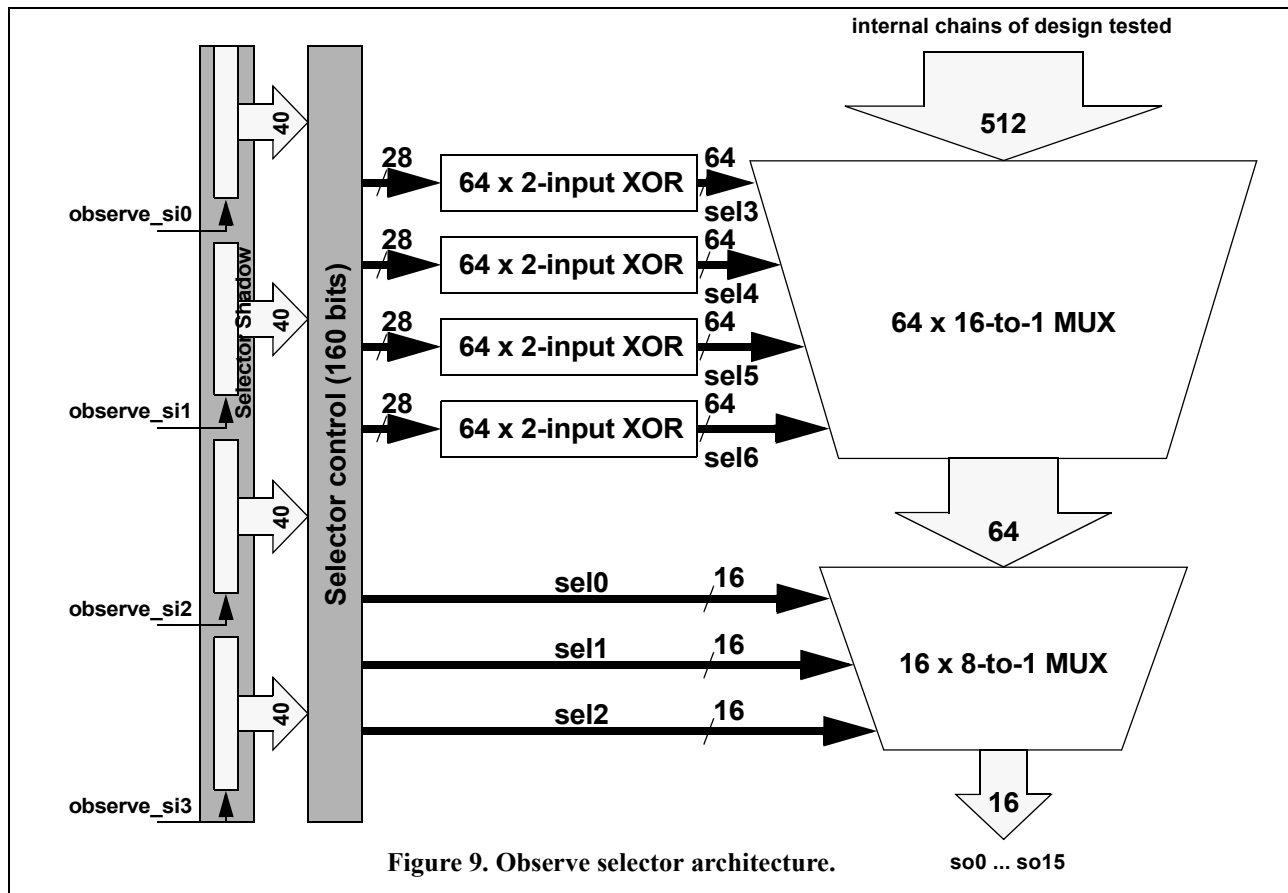 internal chains of design tested
512
40
40
40
40
observe_si0
observe_si1
observe_si2
observe_si3
Selector Shadow
Selector control (160 bits)
28
64 x 2-input XOR
64
sel3
28
64 x 2-input XOR
64
sel4
28
64 x 2-input XOR
64
sel5
28
64 x 2-input XOR
64
sel6
64 x 16-to-1 MUX
64
sel0
16
sel1
16
sel2
16
16 x 8-to-1 MUX
16
so0 ... so15
Figure 9. Observe selector architecture.